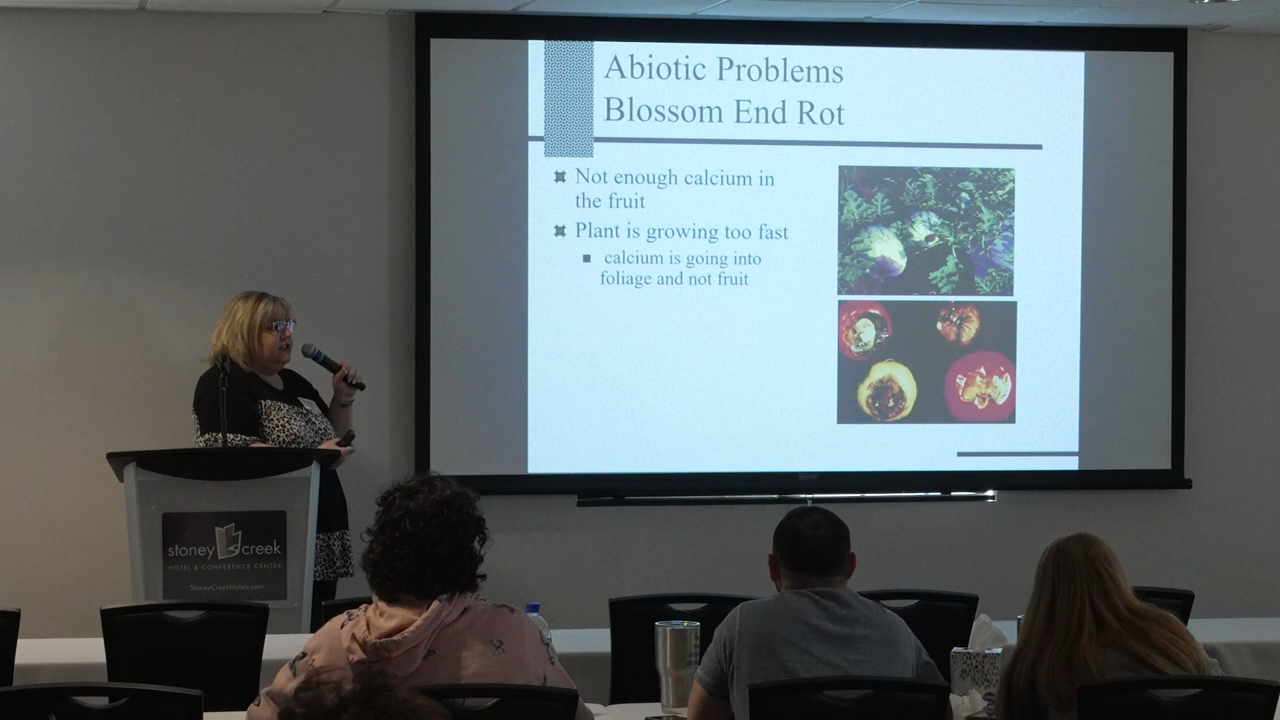 Abiotic Problems
Blossom End Rot
Not enough calcium in
the fruit
Plant is growing too fast
calcium is going into
foliage and not fruit
stoney creek
HOTEL & CONFERENCE CENTER
StoneyCreekHotels.com